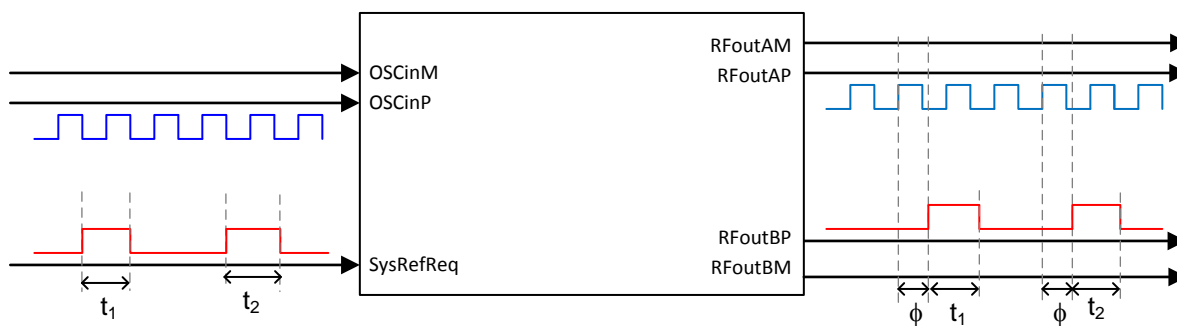 RFoutAM
OSCinM
RFoutAP
OSCinP
RFoutBP
SysRefReq
RFoutBM
t1
t2
ϕ
t1
ϕ
t2